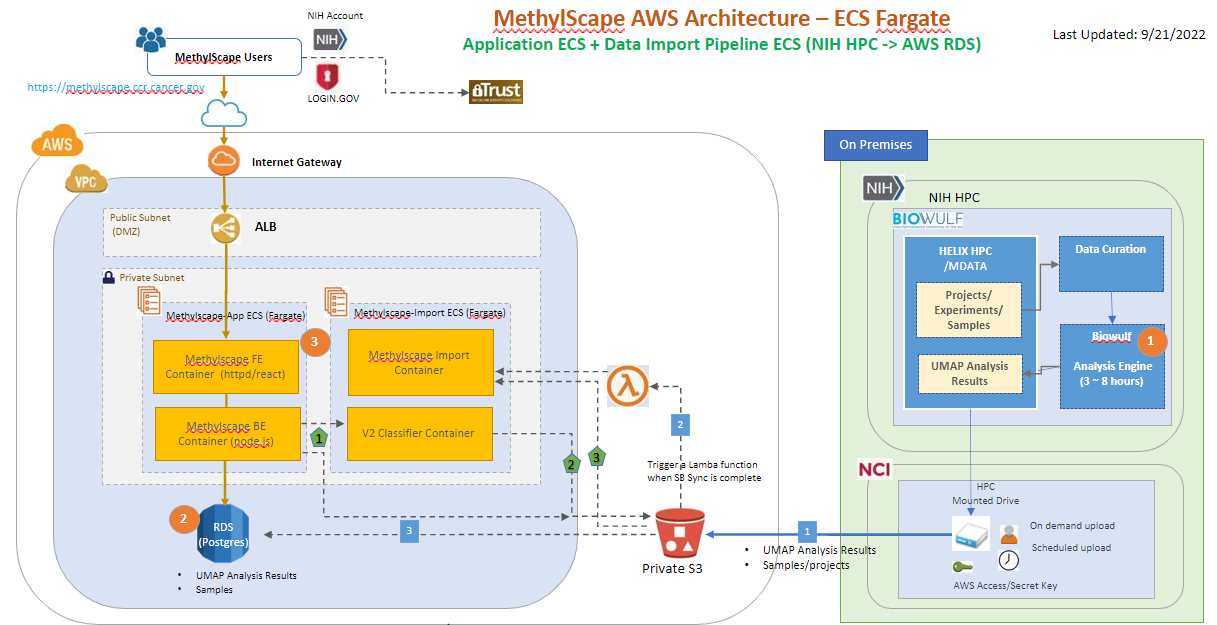 MethylScape AWS Architecture – ECS Fargate
Application ECS + Data Import Pipeline ECS (NIH HPC -> AWS RDS)
Last Updated: 9/21/2022
NIH Account
NIH
MethylScape Users
LOGIN.GOV
iTrust
https://methylscape.ccr.cancer.gov
AWS
Internet Gateway
VPC
Public Subnet
(DMZ)
ALB
Private Subnet
Methylscape-App ECS (Fargate)
Methylscape-Import ECS (Fargate)
3
Methylscape FE
Container (httpd/react)
Methylscape Import
Container
Methylscape BE
Container (node.js)
V2 Classifier Container
1
2
3
2
Trigger a Lamba function
when SB Sync is complete
2
RDS
(Postgres)
3
UMAP Analysis Results
Samples
Private S3
1
UMAP Analysis Results
Samples/projects
On Premises
NIH
NIH HPC
BIOWULF
HELIX HPC
/MDATA
Projects/
Experiments/
Samples
UMAP Analysis
Results
Data Curation
Biowulf
1
Analysis Engine
(3 ~ 8 hours)
NCI
HPC
Mounted Drive
On demand upload
Scheduled upload
AWS Access/Secret Key